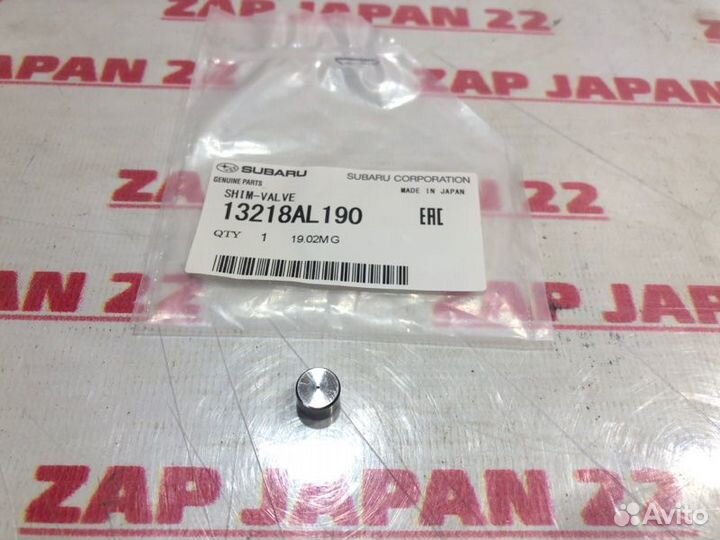 ZAP JAPAN 22
JAPAN 22
ZAP JAPAN
SUBARU
SUBARU CORPORATION
GENUINE PARTS
MADE IN JAPAN
SHIM-VALVE
13218AL190
EAC
QTY 1 19.02MG
JAPAN 22
ZAP JAPAN 22
ZAP JAPAN 22
Avito